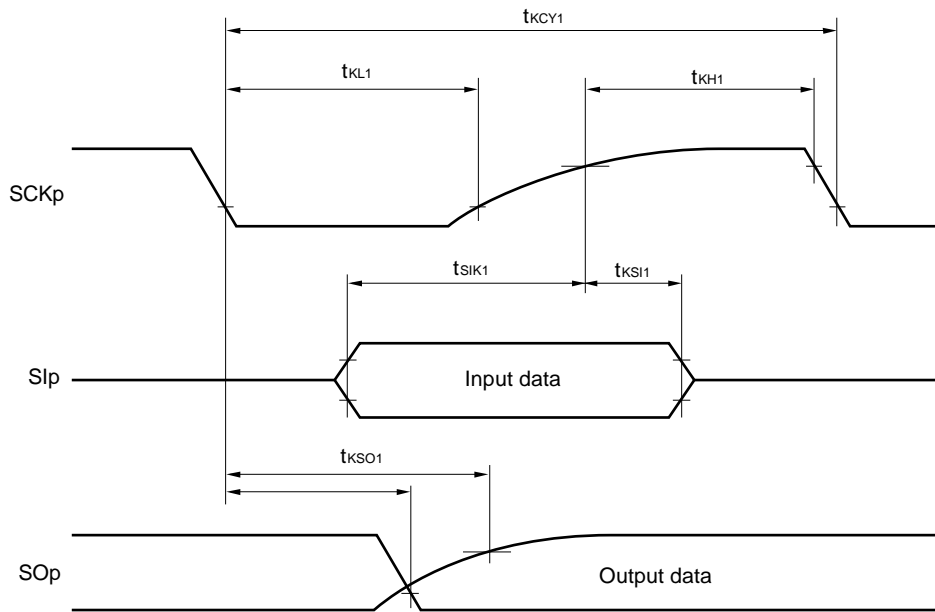 tKCY1
tKL1
tKH1
SCKp
tSIK1
tKSI1
SIp
Input data
tKSO1
SOp
Output data